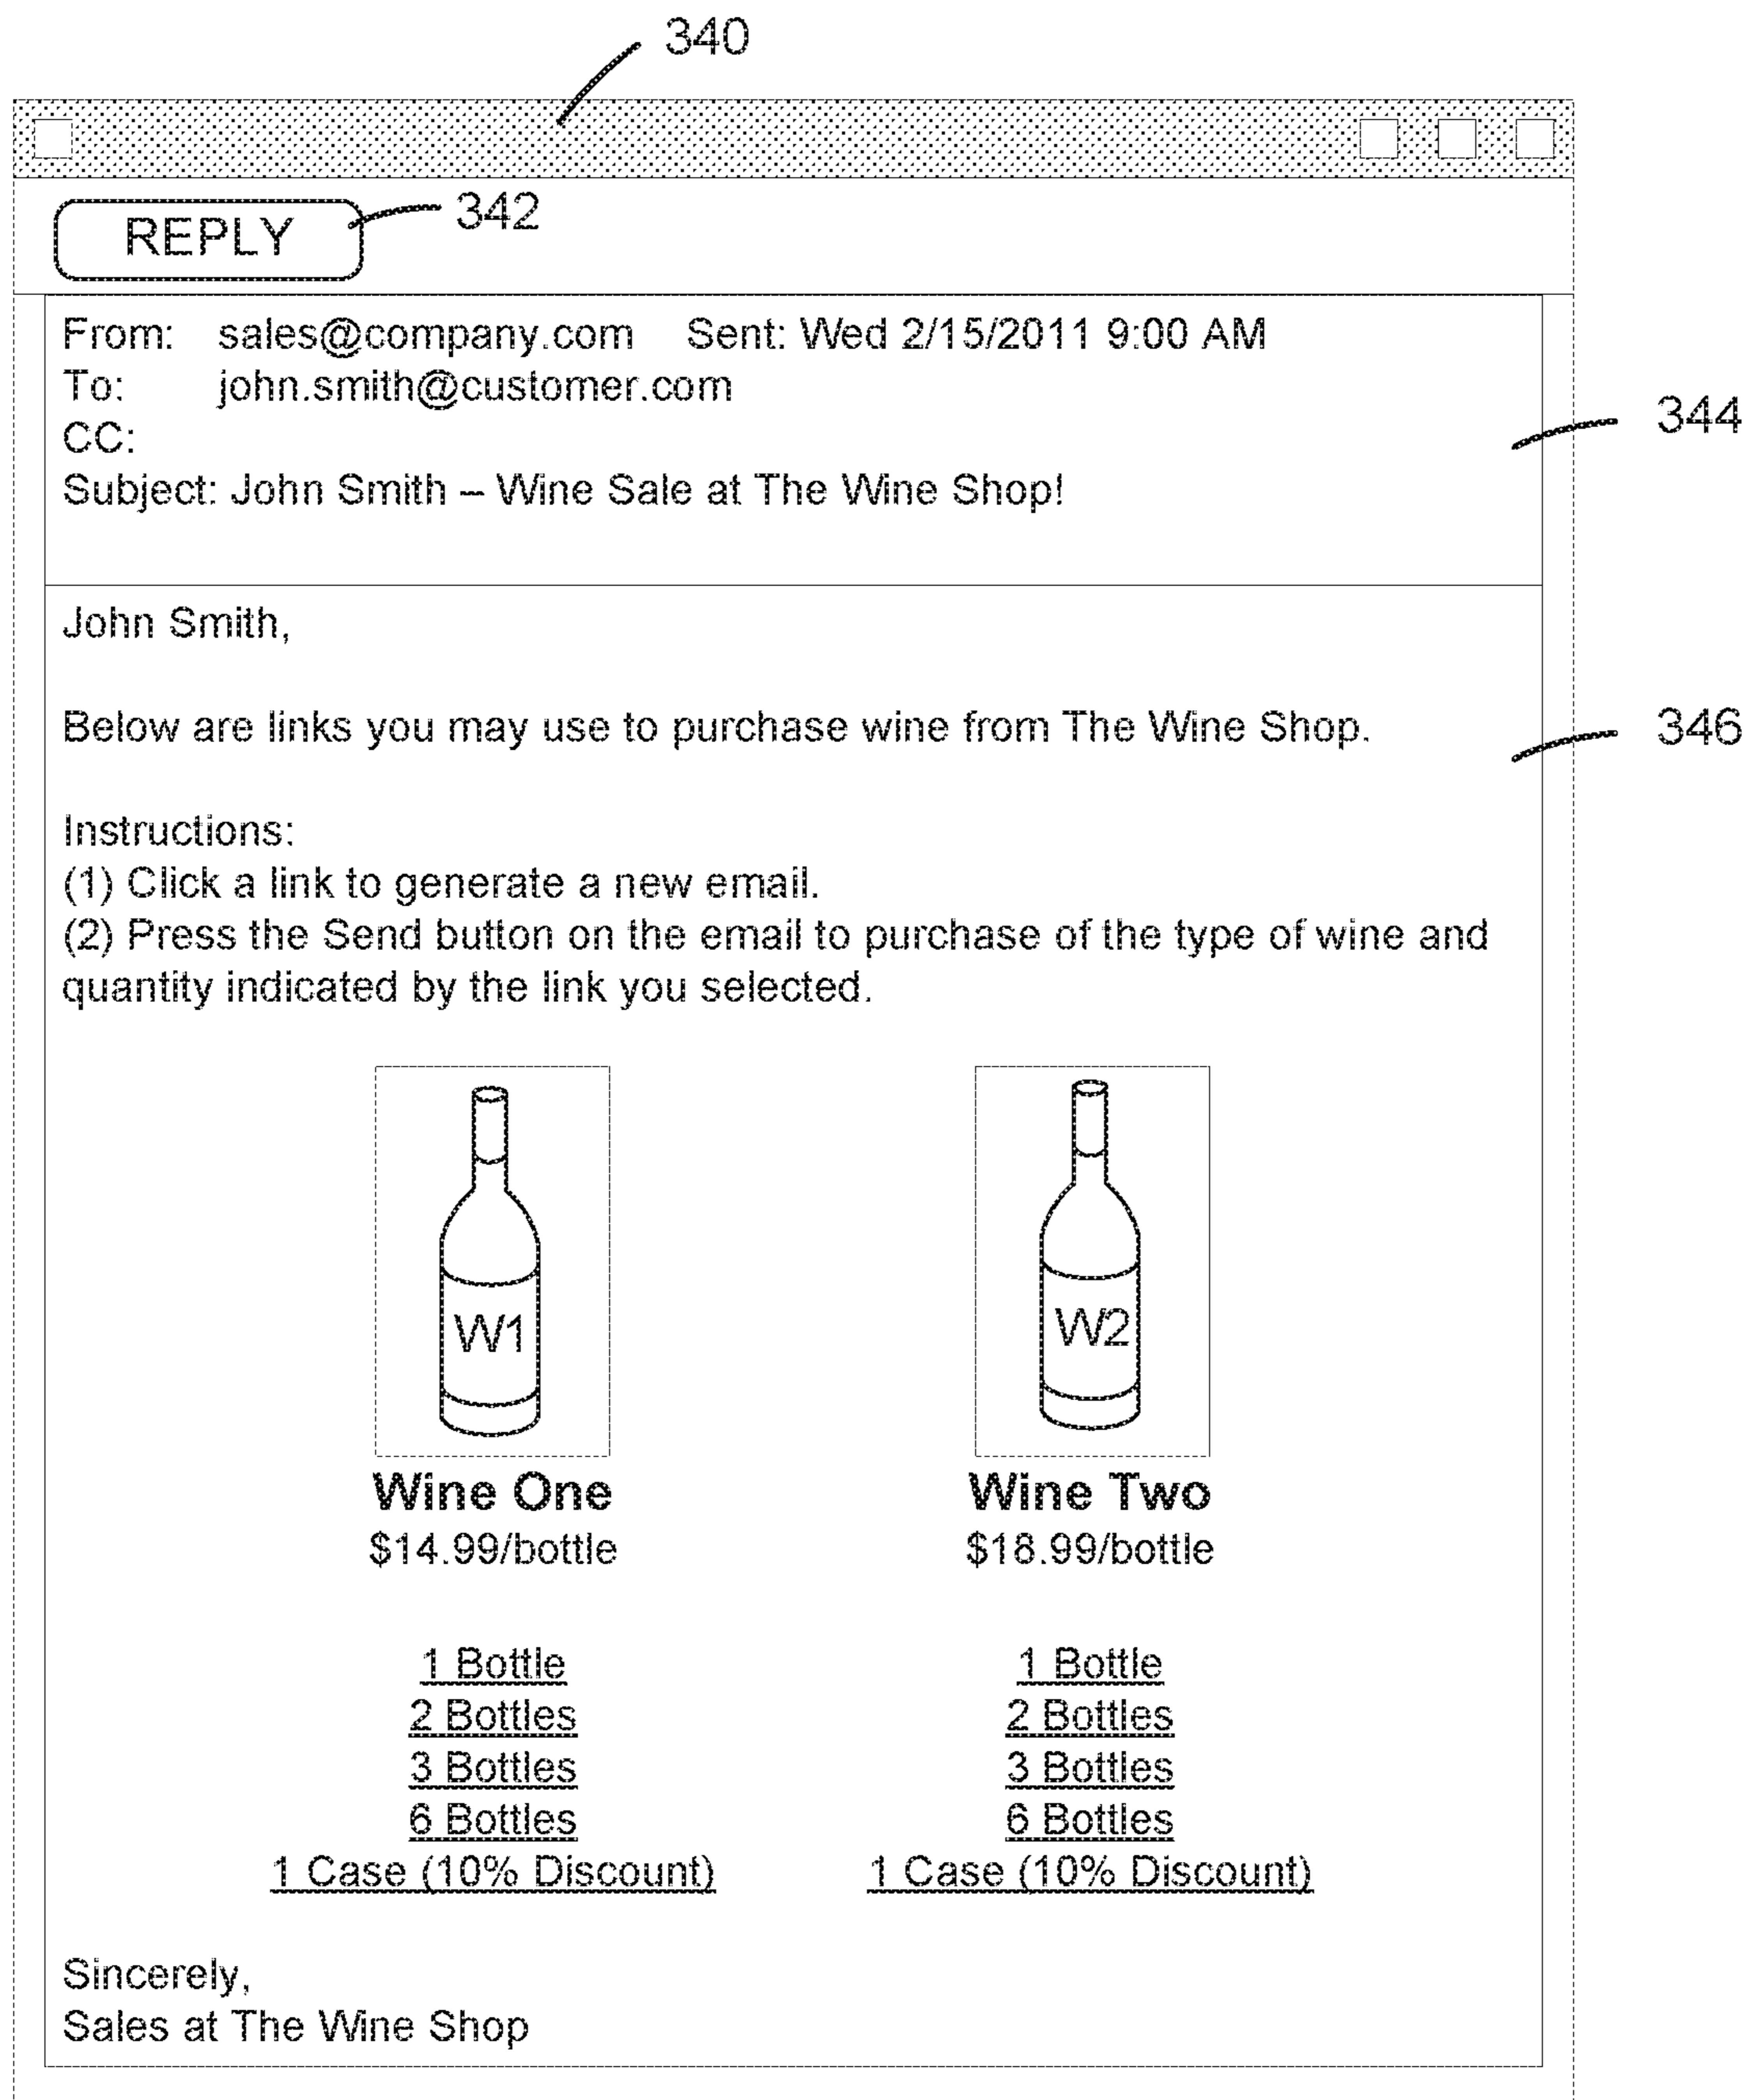 340
REPLY 342
From: sales@company.com Sent: Wed 2/15/2011 9:00 AM
To: john.smith@customer.com
CC:
344
Subject: John Smith – Wine Sale at The Wine Shop!
John Smith,
Below are links you may use to purchase wine from The Wine Shop.
346
Instructions:
(1) Click a link to generate a new email.
(2) Press the Send button on the email to purchase of the type of wine and
quantity indicated by the link you selected.
W1 W2
Wine One Wine Two
$14.99/bottle $18.99/bottle
1 Bottle 1 Bottle
2 Bottles 2 Bottles
3 Bottles 3 Bottles
6 Bottles 6 Bottles
1 Case (10% Discount) 1 Case (10% Discount)
Sincerely,
Sales at The Wine Shop